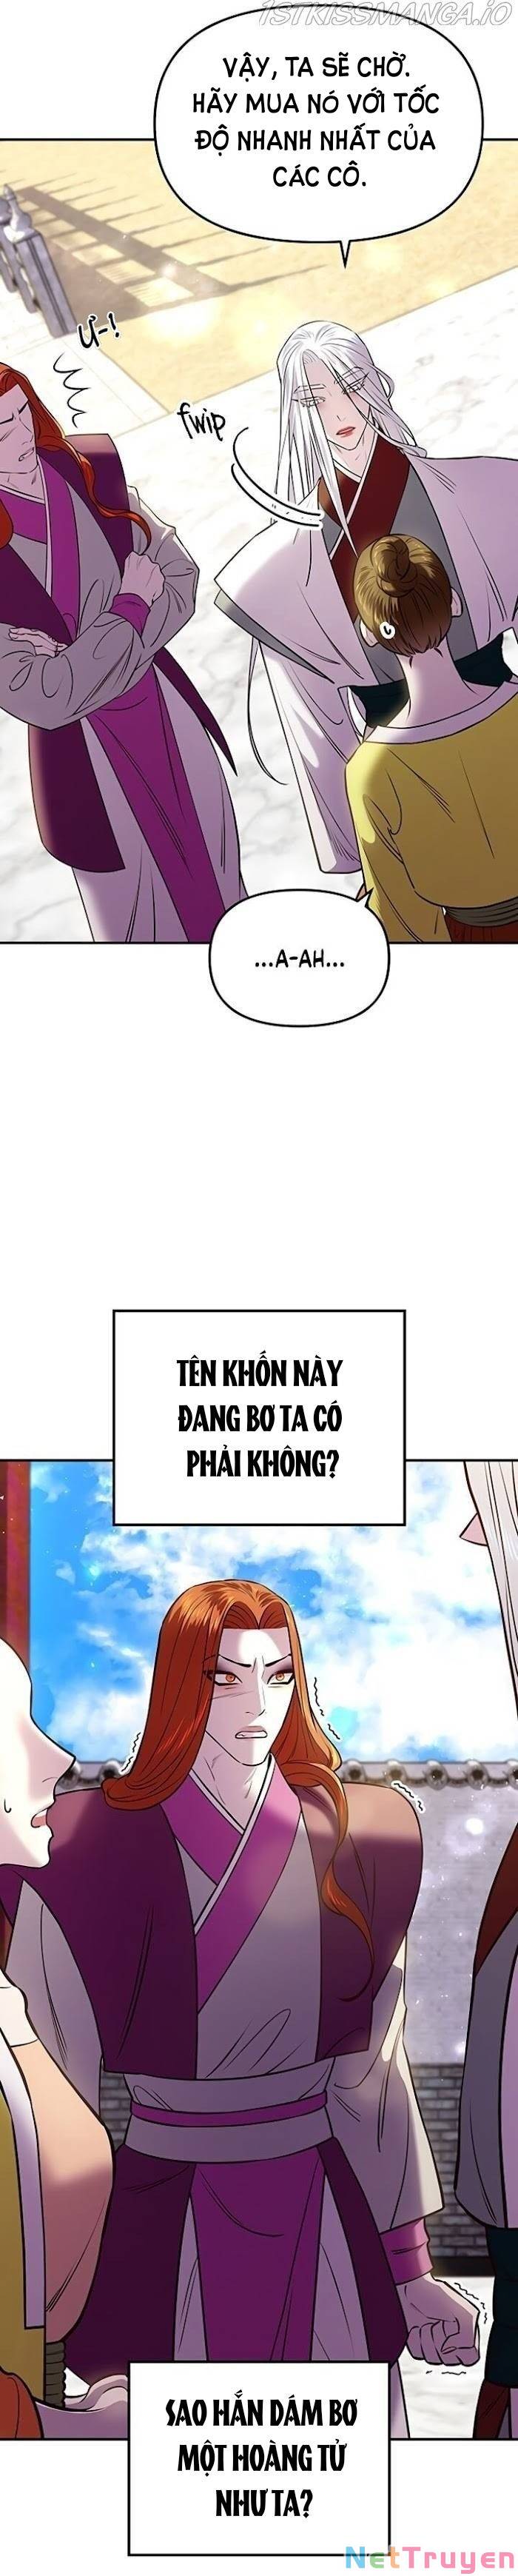 1STKISSMANGA.IO
VẬY, TA SẼ CHỜ.
HÃY MUA NÓ VỚI TỐC
ĐỘ NHANH NHẤT CỦA
CÁC CÔ.
Ư-!
fwip
...A-AH...
TÊN KHỐN NÀY
ĐANG BƠ TA CÓ
PHẢI KHÔNG?
SAO HẮN DÁM BƠ
MỘT HOÀNG TỬ
NHƯ TA?
NetTruyen